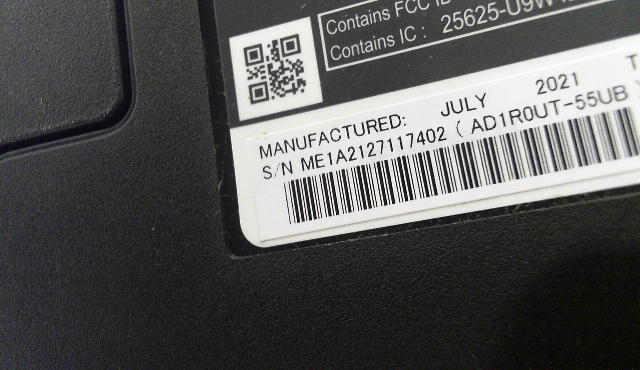 Contains FCC ID
Contains IC : 25625-U9W
MANUFACTURED: JULY 2021
S/N ME1A2127117402 ( AD1R0UT-55UB )